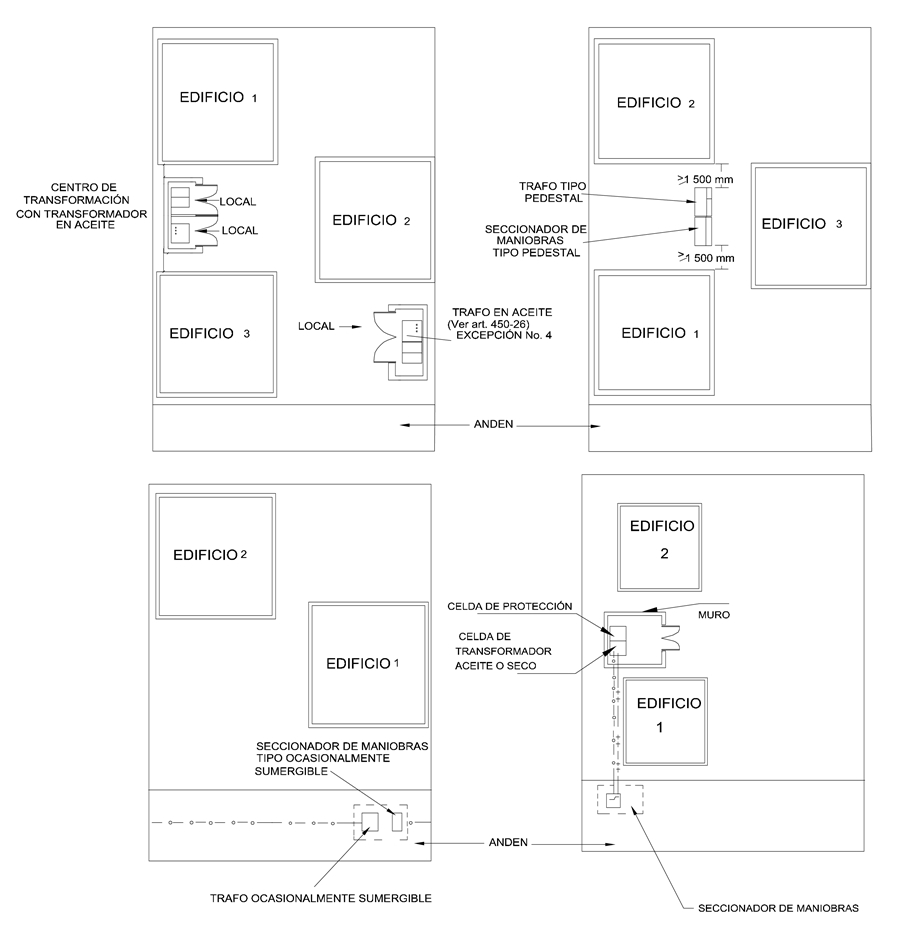 EDIFICIO 1
CENTRO DE
TRANSFORMACIÓN
CON TRANSFORMADOR
EN ACEITE
LOCAL
LOCAL
EDIFICIO 2
EDIFICIO 3
LOCAL
TRAFO EN ACEITE
(Ver art. 450-26)
EXCEPCIÓN No. 4
EDIFICIO 2
≥1 500 mm
TRAFO TIPO
PEDESTAL
SECCIONADOR DE
MANIOBRAS
TIPO PEDESTAL
EDIFICIO 3
≥1 500 mm
EDIFICIO 1
ANDEN
EDIFICIO 2
EDIFICIO 1
SECCIONADOR DE MANIOBRAS
TIPO OCASIONALMENTE
SUMERGIBLE
TRAFO OCASIONALMENTE SUMERGIBLE
EDIFICIO
2
CELDA DE PROTECCIÓN
MURO
CELDA DE
TRANSFORMADOR
ACEITE O SECO
EDIFICIO
1
ANDEN
SECCIONADOR DE MANIOBRAS